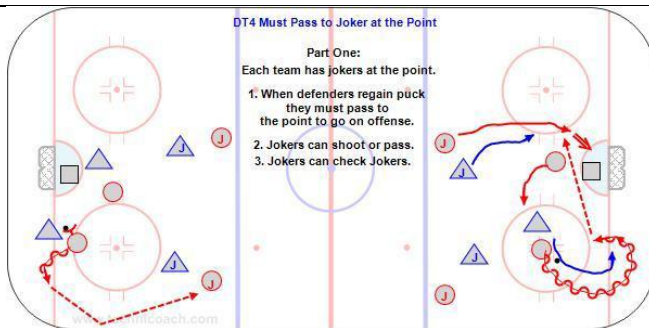 DT4 Must Pass to Joker at the Point
Part One:
Each team has jokers at the point.
1. When defenders regain puck
they must pass to
the point to go on offense.
2. Jokers can shoot or pass.
3. Jokers can check Jokers.
J
J
J
J
J
J
J
J